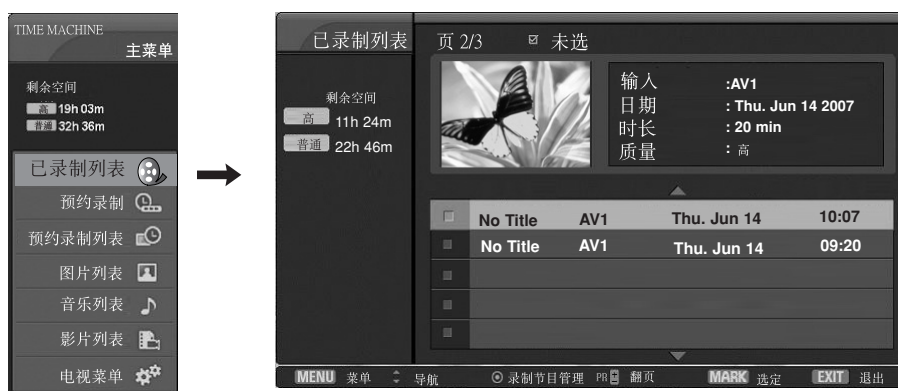 TIME MACHINE
主菜单
剩余空间
高 19h 03m
普通 32h 36m
已录制列表
预约录制
预约录制列表
图片列表
音乐列表
影片列表
电视菜单
已录制列表
剩余空间
高 11h 24m
普通 22h 46m
页 2/3 未选
输入 :AV1
日期 : Thu. Jun 14 2007
时长 : 20 min
质量 : 高
No Title AV1 Thu. Jun 14 10:07
No Title AV1 Thu. Jun 14 09:20
MENU 菜单 导航 录制节目管理 PR 翻页 MARK 选定 EXIT 退出